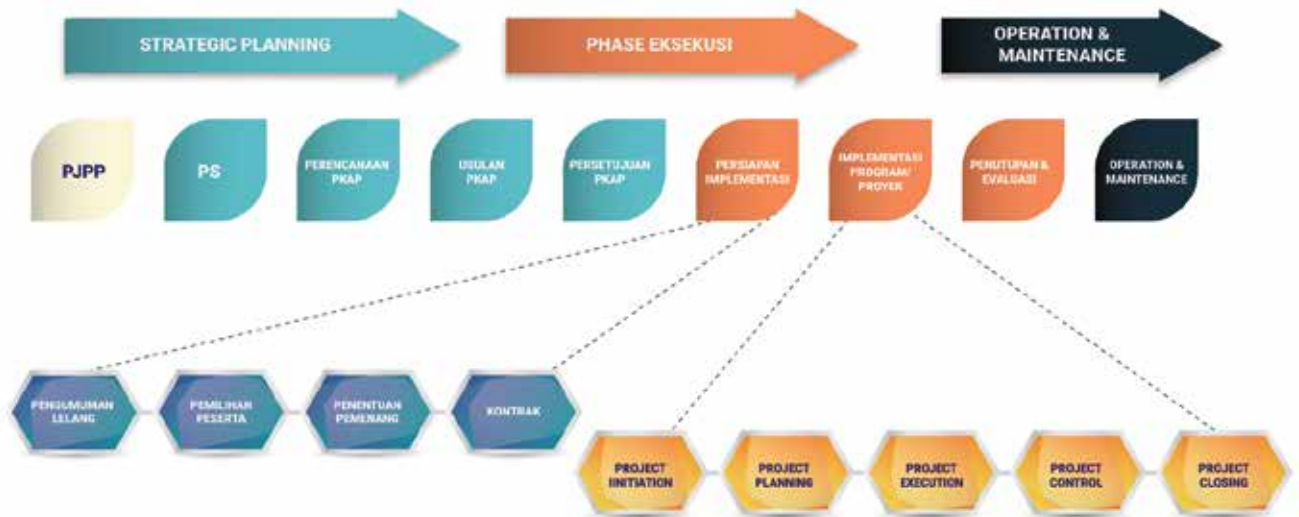 STRATEGIC PLANNING
PHASE EKSEKUSI
OPERATION &
MAINTENANCE
PJPP
PS
PERENCANAAN
PKAP
USULAN
PKAP
PERSETUJUAN
PKAP
PERSIAPAN
IMPLEMENTASI
IMPLEMENTASI
PROGRAM/
PROYEK
PENUTUPAN &
EVALUASI
OPERATION &
MAINTENANCE
PENGUMUMAN
LELANG
PEMILIHAN
PESERTA
PENENTUAN
PEMENANG
KONTRAK
PROJECT
IINITIATION
PROJECT
PLANNING
PROJECT
EXECUTION
PROJECT
CONTROL
PROJECT
CLOSING